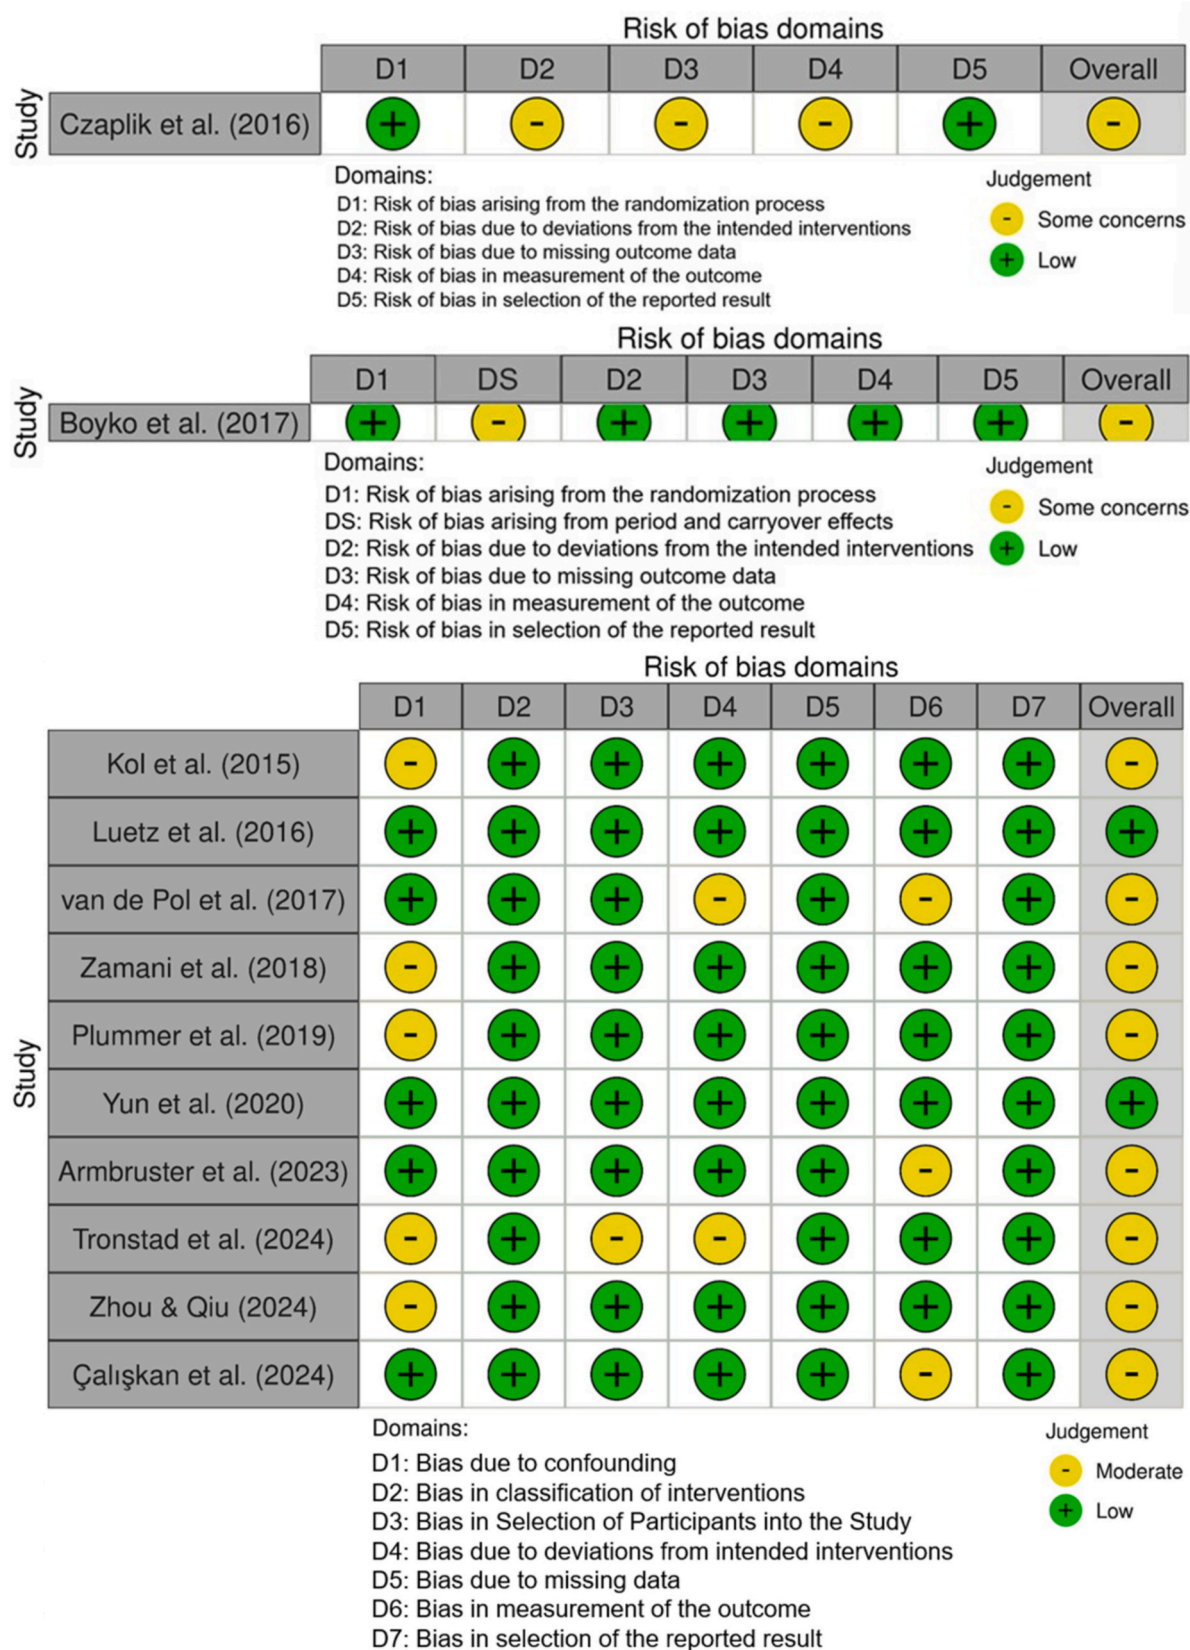 Risk of bias domains
D1 D2 D3 D4 D5 Overall
Study
Czaplik et al. (2016) + - - - + -
Domains:
D1: Risk of bias arising from the randomization process
D2: Risk of bias due to deviations from the intended interventions
D3: Risk of bias due to missing outcome data
D4: Risk of bias in measurement of the outcome
D5: Risk of bias in selection of the reported result
Judgement
- Some concerns
+ Low
Risk of bias domains
D1 DS D2 D3 D4 D5 Overall
Study
Boyko et al. (2017) + - + + + + -
Domains:
D1: Risk of bias arising from the randomization process
DS: Risk of bias arising from period and carryover effects
D2: Risk of bias due to deviations from the intended interventions
D3: Risk of bias due to missing outcome data
D4: Risk of bias in measurement of the outcome
D5: Risk of bias in selection of the reported result
Judgement
- Some concerns
+ Low
Risk of bias domains
D1 D2 D3 D4 D5 D6 D7 Overall
Study
Kol et al. (2015) - + + + + + + -
Luetz et al. (2016) + + + + + + + +
van de Pol et al. (2017) + + + - + - + -
Zamani et al. (2018) - + + + + + + -
Plummer et al. (2019) - + + + + + + -
Yun et al. (2020) + + + + + + + +
Armbruster et al. (2023) + + + + + - + -
Tronstad et al. (2024) - + - - + + + -
Zhou & Qiu (2024) - + + + + + + -
Çalışkan et al. (2024) + + + + + - + -
Domains:
D1: Bias due to confounding
D2: Bias in classification of interventions
D3: Bias in Selection of Participants into the Study
D4: Bias due to deviations from intended interventions
D5: Bias due to missing data
D6: Bias in measurement of the outcome
D7: Bias in selection of the reported result
Judgement
- Moderate
+ Low